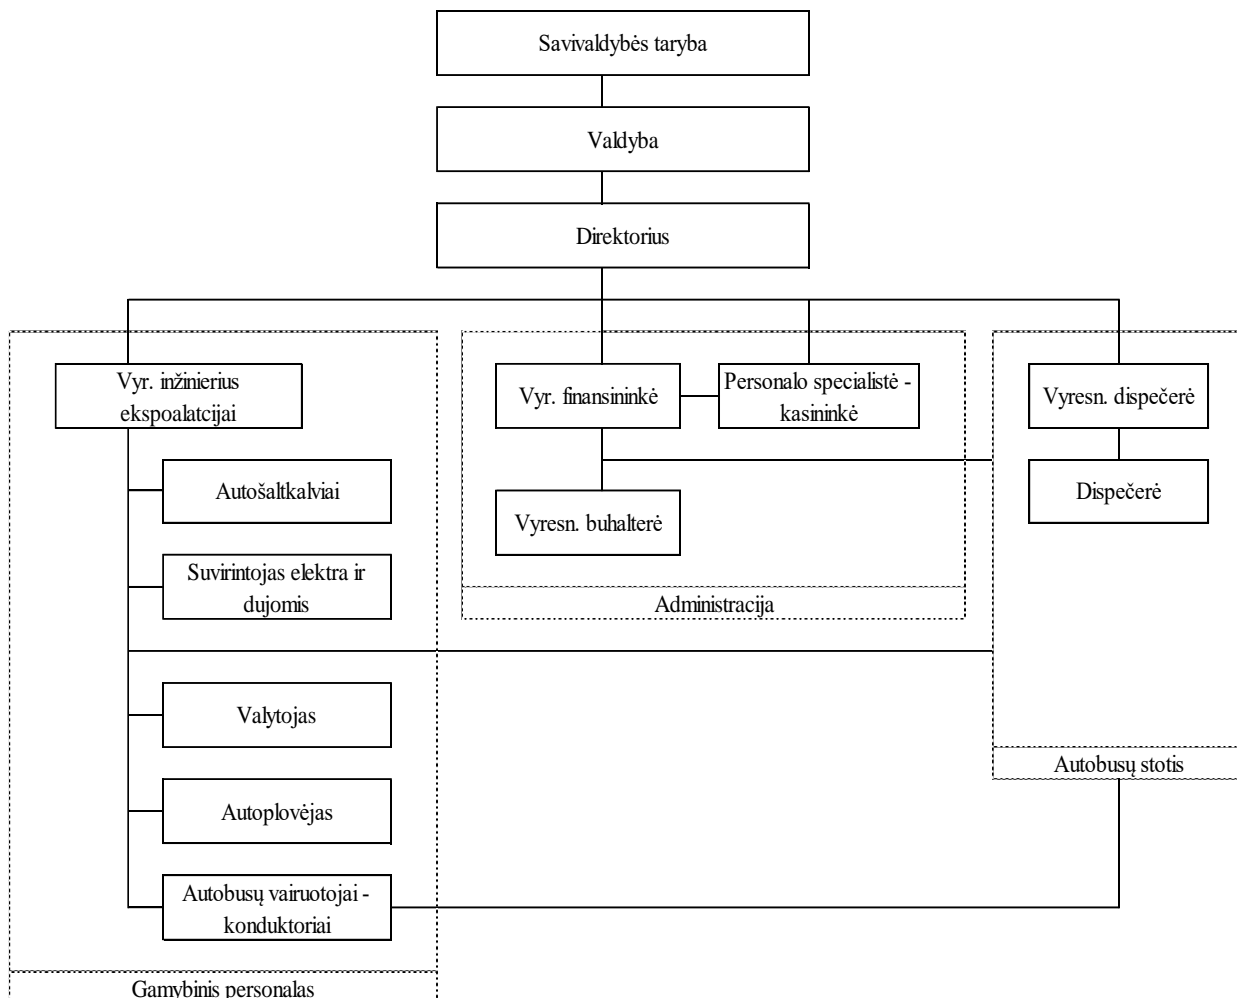 Savivaldybės taryba
Valdyba
Direktorius
Vyr. inžinierius
ekspoalatcijai
Vyr. finansininkė
Personalo specialistė -
kasininkė
Vyresn. dispečerė
Autošaltkalviai
Vyresn. buhalterė
Dispečerė
Suvirintojas elektra ir
dujomis
Administracija
Valytojas
Autobusų stotis
Autoplovėjas
Autobusų vairuotojai -
konduktoriai
Gamybinis personalas